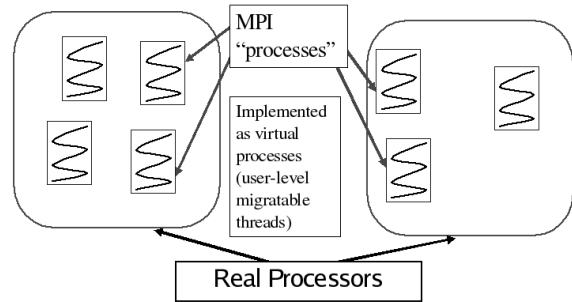 MPI
“processes”
Implemented
as virtual
processes
(user-level
migratable
threads)
Real Processors